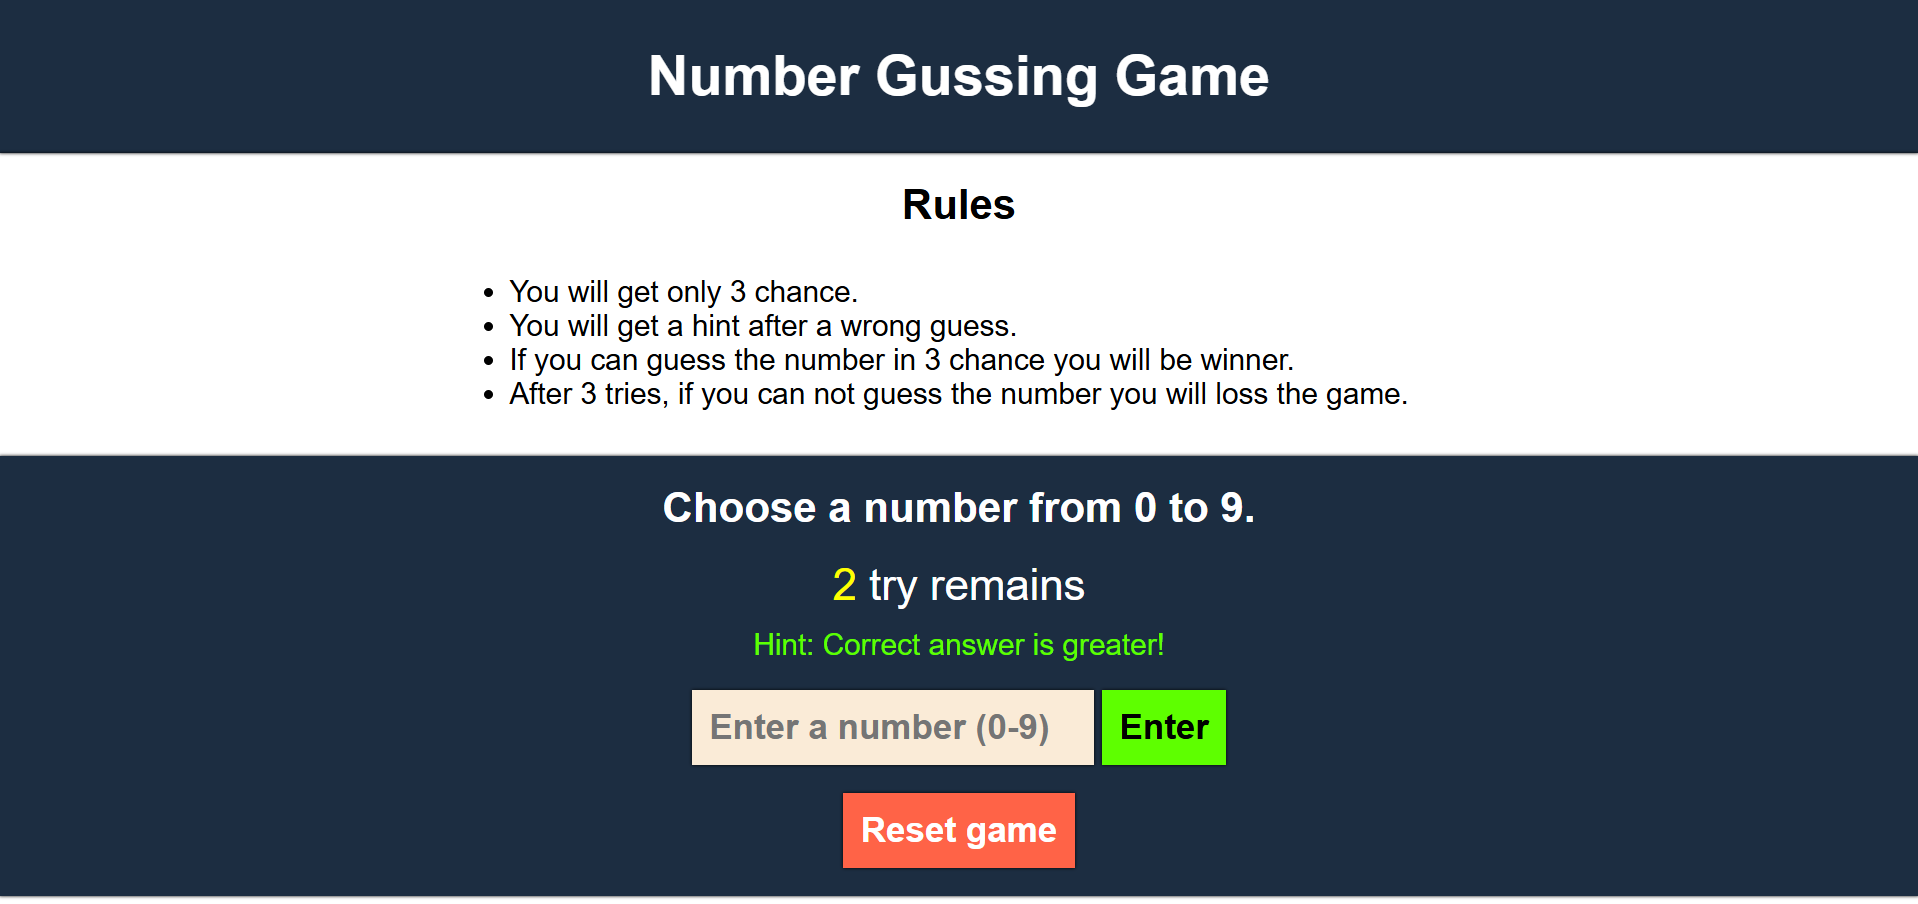 Number Gussing Game
Rules
• You will get only 3 chance.
• You will get a hint after a wrong guess.
• If you can guess the number in 3 chance you will be winner.
• After 3 tries, if you can not guess the number you will loss the game.
Choose a number from 0 to 9.
2 try remains
Hint: Correct answer is greater!
Enter a number (0-9) Enter
Reset game